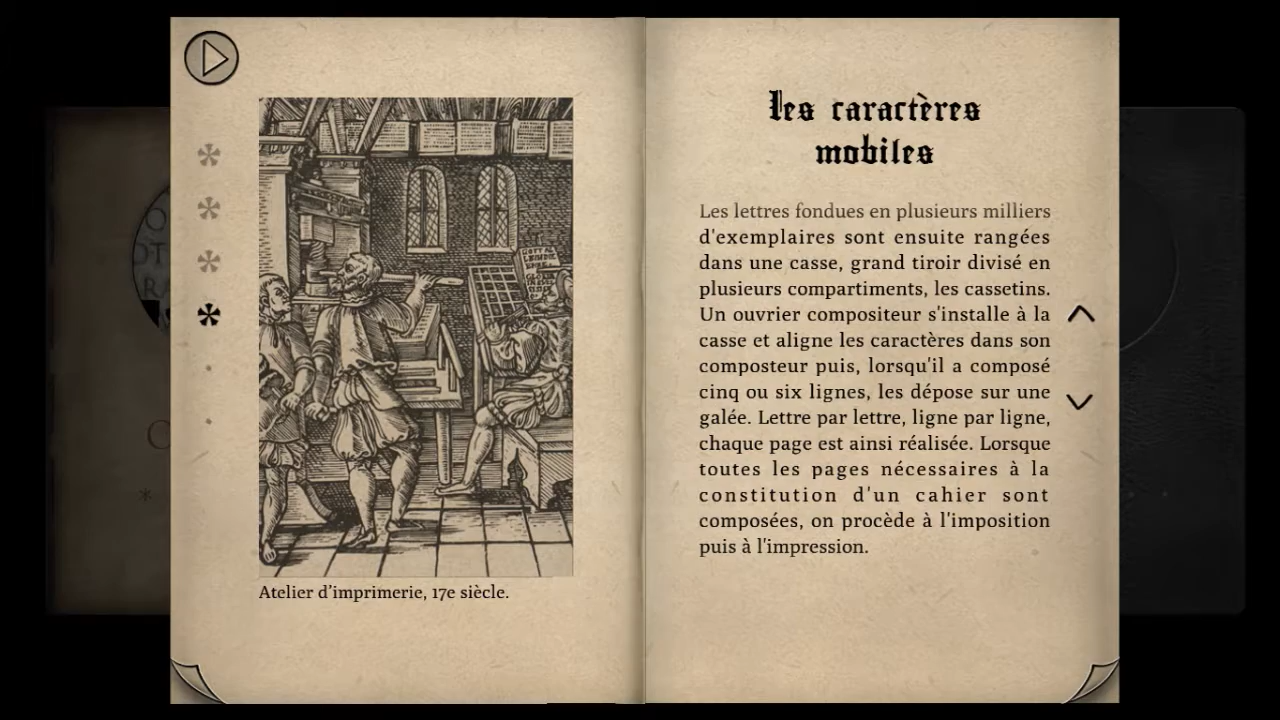 Atelier d'imprimerie, 17e siècle.
les caractères
mobiles
Les lettres fondues en plusieurs milliers
d'exemplaires sont ensuite rangées
dans une casse, grand tiroir divisé en
plusieurs compartiments, les cassetins.
Un ouvrier compositeur s'installe à la
casse et aligne les caractères dans son
composteur puis, lorsqu'il a composé
cinq ou six lignes, les dépose sur une
galée. Lettre par lettre, ligne par ligne,
chaque page est ainsi réalisée. Lorsque
toutes les pages nécessaires à la
constitution d'un cahier sont
composées, on procède à l'imposition
puis à l'impression.